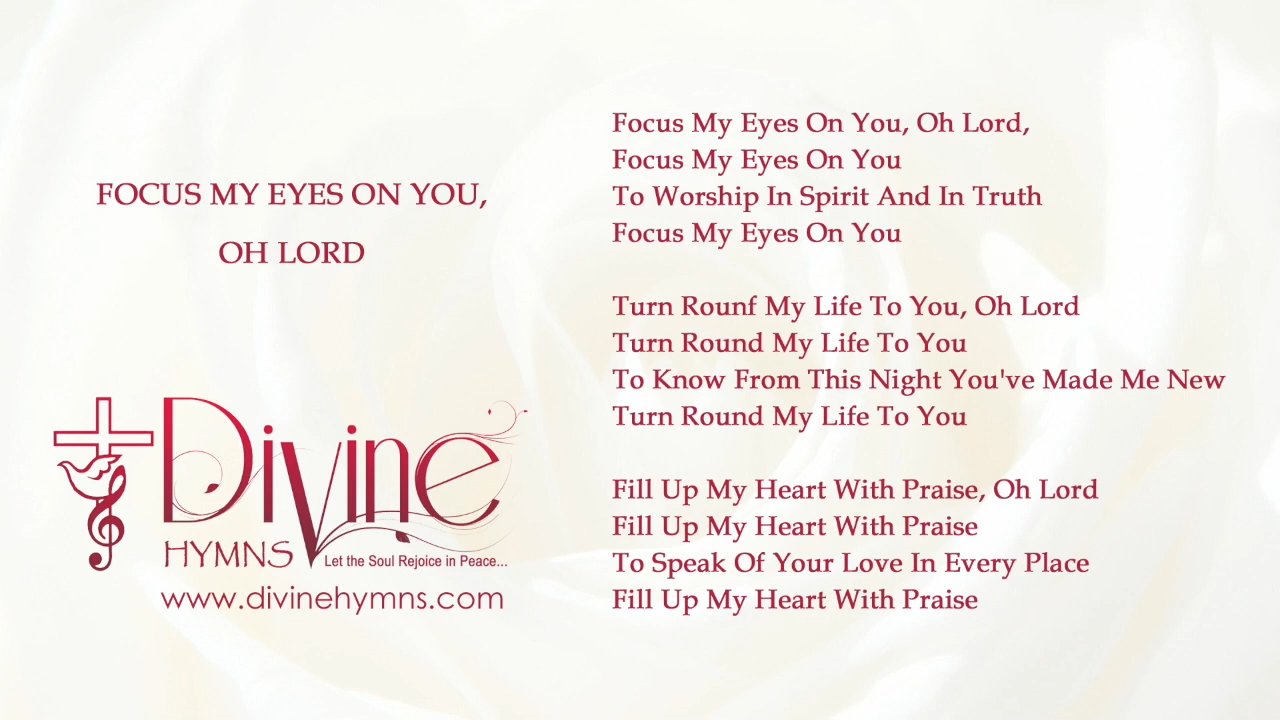 FOCUS MY EYES ON YOU,
OH LORD
Divine
HYMNS
Let the Soul Rejoice in Peace...
www.divinehymns.com
Focus My Eyes On You, Oh Lord,
Focus My Eyes On You
To Worship In Spirit And In Truth
Focus My Eyes On You
Turn Rounf My Life To You, Oh Lord
Turn Round My Life To You
To Know From This Night You've Made Me New
Turn Round My Life To You
Fill Up My Heart With Praise, Oh Lord
Fill Up My Heart With Praise
To Speak Of Your Love In Every Place
Fill Up My Heart With Praise